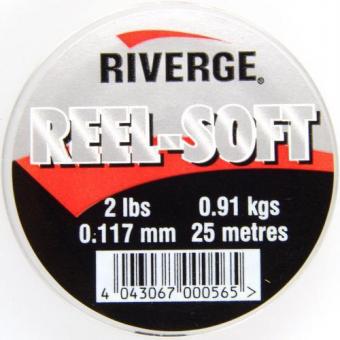 RIVERGE®
REEL-SOFT
2 lbs 0.91 kgs
0.117 mm 25 metres
4 043067 000565 >